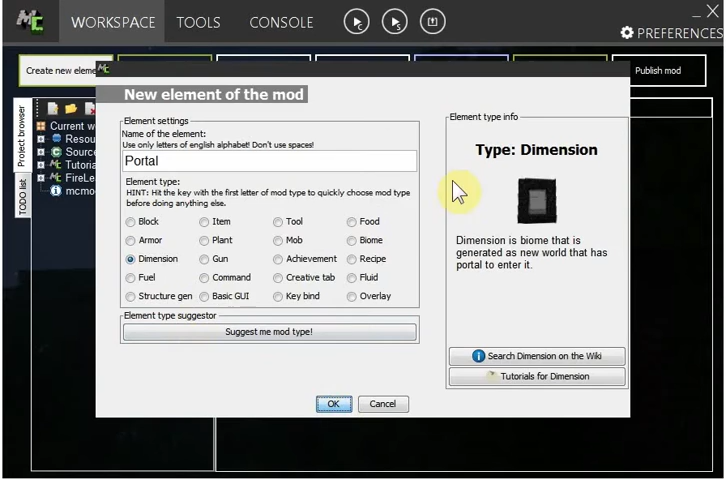 WORKSPACE TOOLS CONSOLE
PREFERENCES
Create new eleme
Publish mod
Project browser
TODO list
Current w
Resou
Source
Tutoria
FireLea
mcmo
New element of the mod
Element settings
Name of the element:
Use only letters of english alphabet! Don't use spaces!
Portal
Element type:
HINT: Hit the key with the first letter of mod type to quickly choose mod type
before doing anything else.
Block Item Tool Food
Armor Plant Mob Biome
Dimension Gun Achievement Recipe
Fuel Command Creative tab Fluid
Structure gen Basic GUI Key bind Overlay
Element type suggestor
Suggest me mod type!
Element type info
Type: Dimension
Dimension is biome that is
generated as new world that has
portal to enter it.
Search Dimension on the Wiki
Tutorials for Dimension
OK Cancel